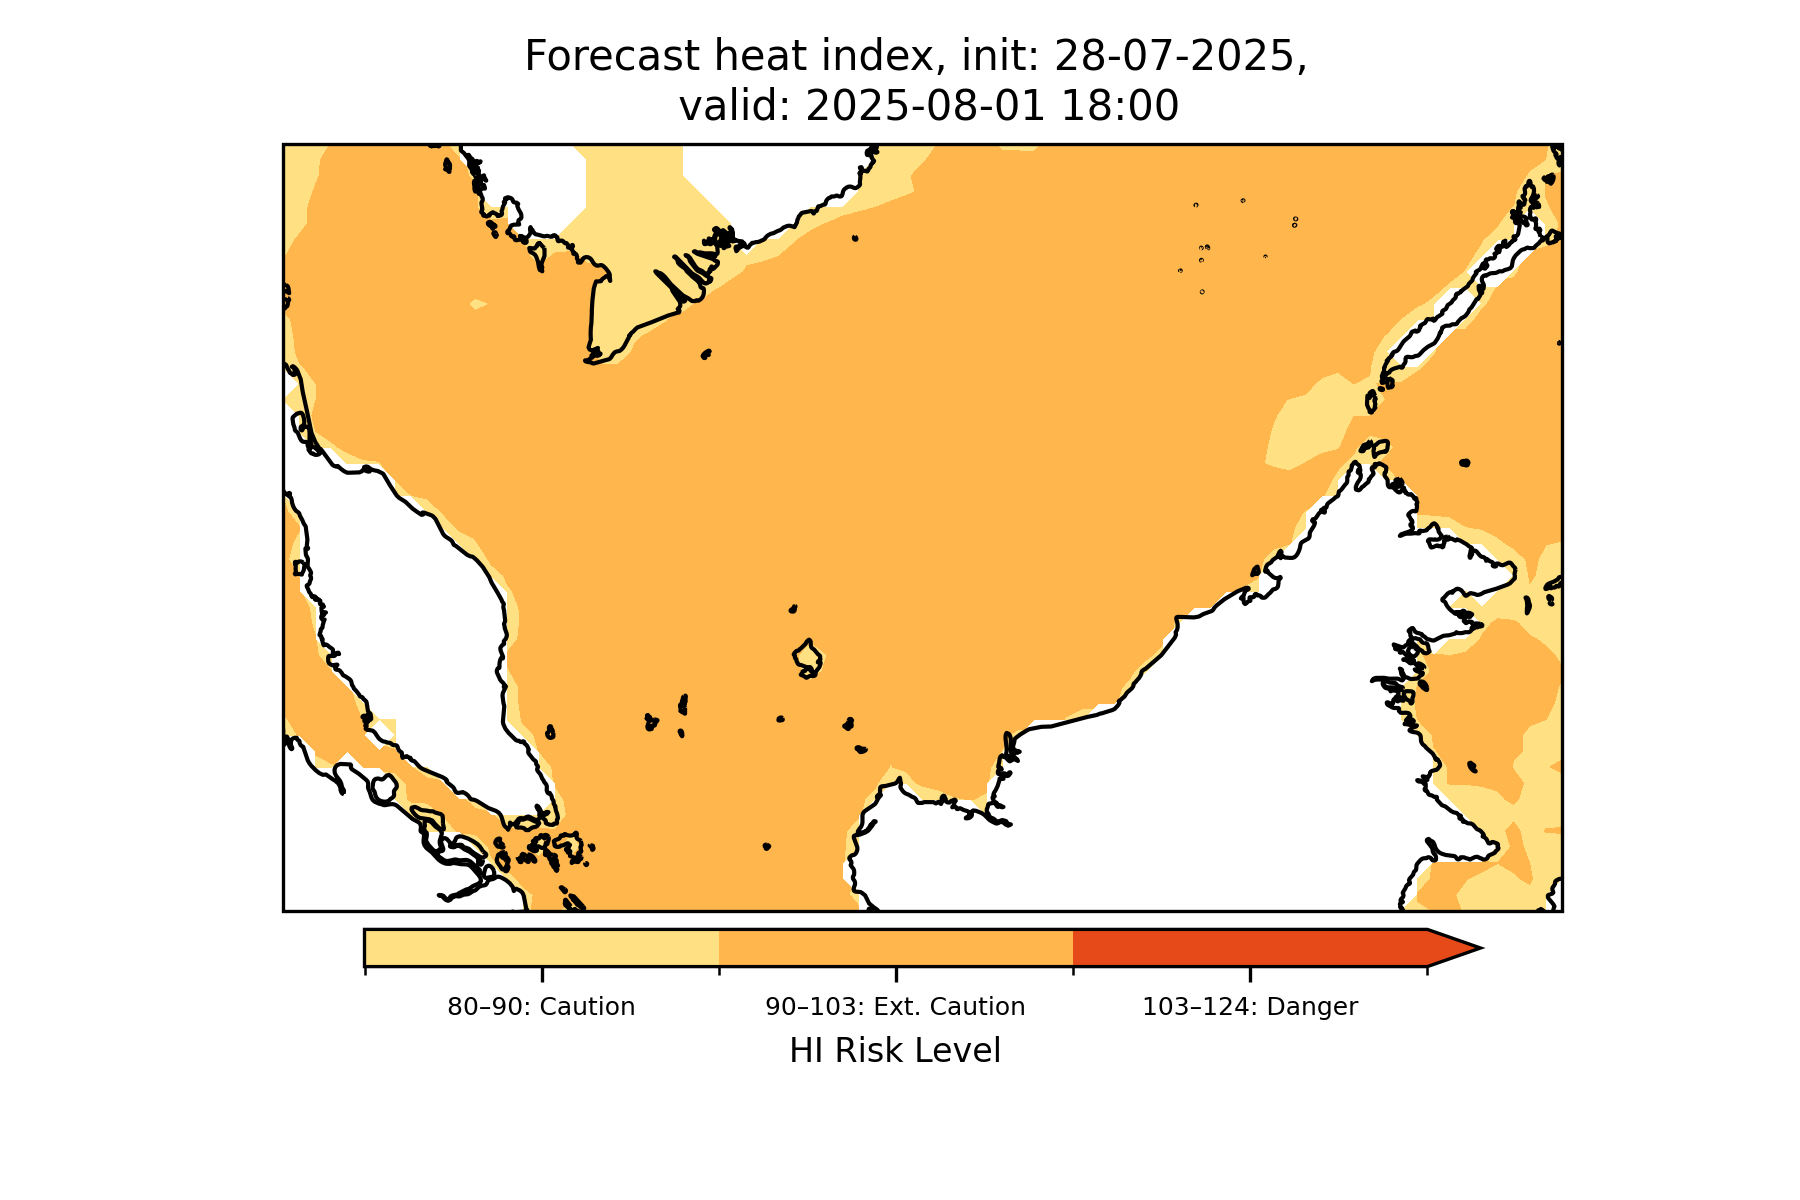 Forecast heat index, init: 28-07-2025,
valid: 2025-08-01 18:00
80–90: Caution
90–103: Ext. Caution
103–124: Danger
HI Risk Level